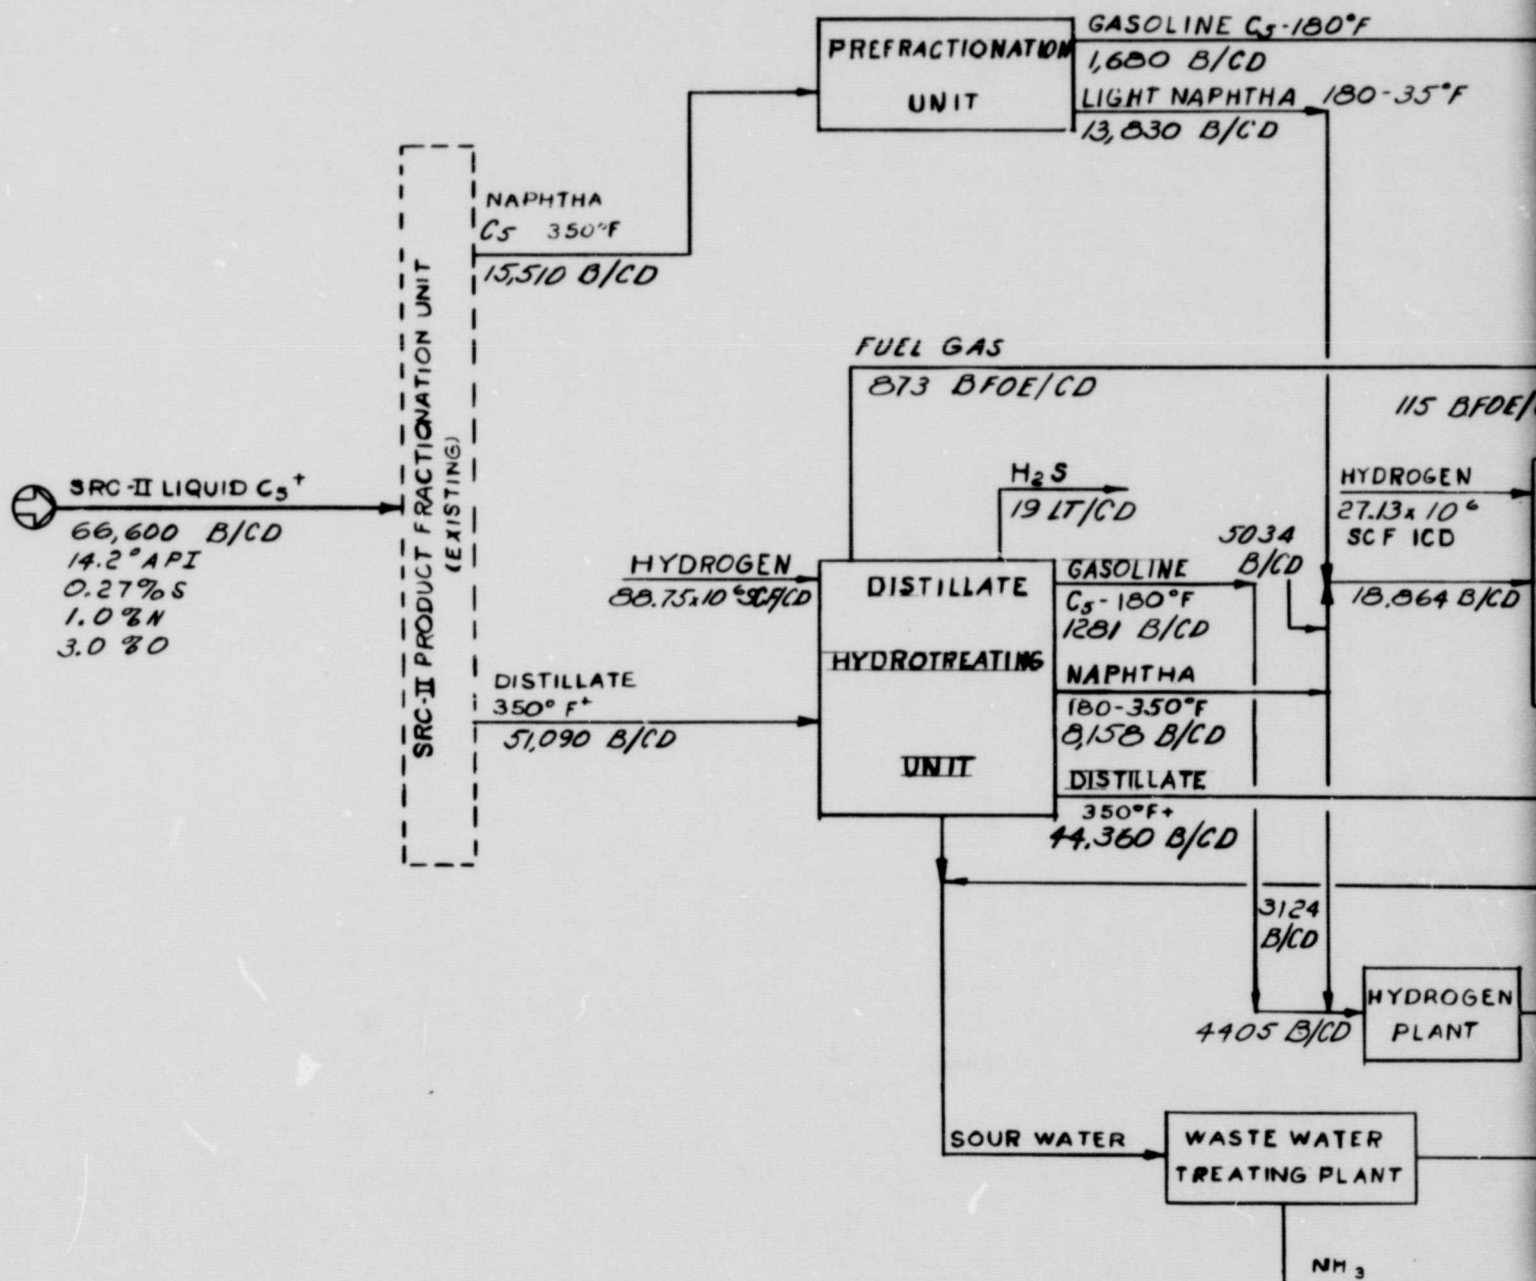 GASOLINE C5-180°F
1,680 B/CD
PREFRACTIONATION
UNIT
LIGHT NAPHTHA 180-35°F
13,830 B/CD
NAPHTHA
C5 350°F
15,510 B/CD
SRC-II PRODUCT FRACTIONATION UNIT
(EXISTING)
FUEL GAS
873 BFOE/CD
115 BFOE/
SRC-II LIQUID C5+
66,600 B/CD
14.2° API
0.27% S
1.0 % N
3.0 % O
H2S
19 LT/CD
HYDROGEN
27.13 x 10⁶
SCF ICD
5034
B/CD
18,864 B/CD
HYDROGEN
88.75x10⁶ SCF/CD
DISTILLATE
HYDROTREATING
UNIT
GASOLINE
C5-180°F
1281 B/CD
NAPHTHA
180-350°F
8,158 B/CD
DISTILLATE
350°F+
44,360 B/CD
DISTILLATE
350° F+
51,090 B/CD
3124
B/CD
4405 B/CD
HYDROGEN
PLANT
SOUR WATER
WASTE WATER
TREATING PLANT
NH3